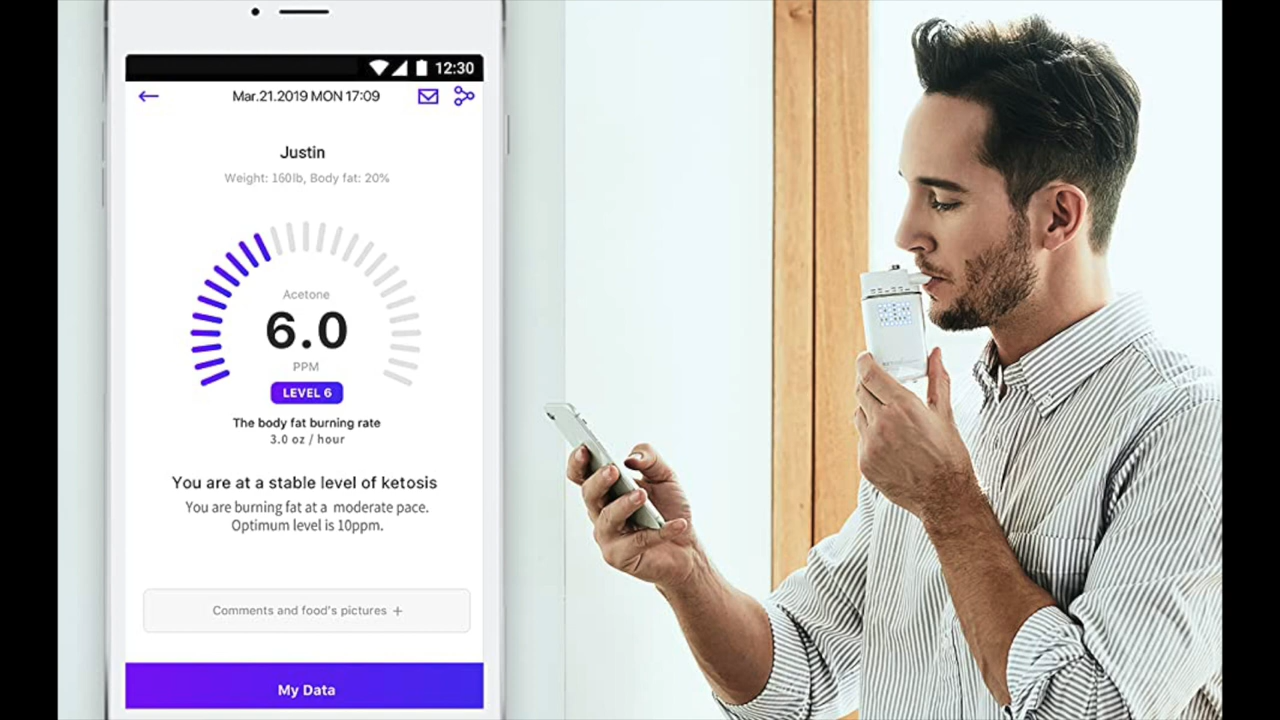 12:30
Mar.21.2019 MON 17:09
Justin
Weight: 160lb, Body fat: 20%
Acetone
6.0
PPM
LEVEL 6
The body fat burning rate
3.0 oz / hour
You are at a stable level of ketosis
You are burning fat at a moderate pace.
Optimum level is 10ppm.
Comments and food's pictures +
My Data